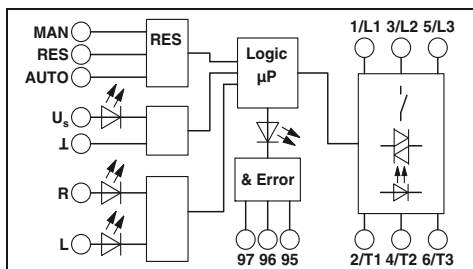 MAN
RES
AUTO
RES
Us
⊥
R
L
Logic
µP
& Error
97 96 95
1/L1 3/L2 5/L3
2/T1 4/T2 6/T3